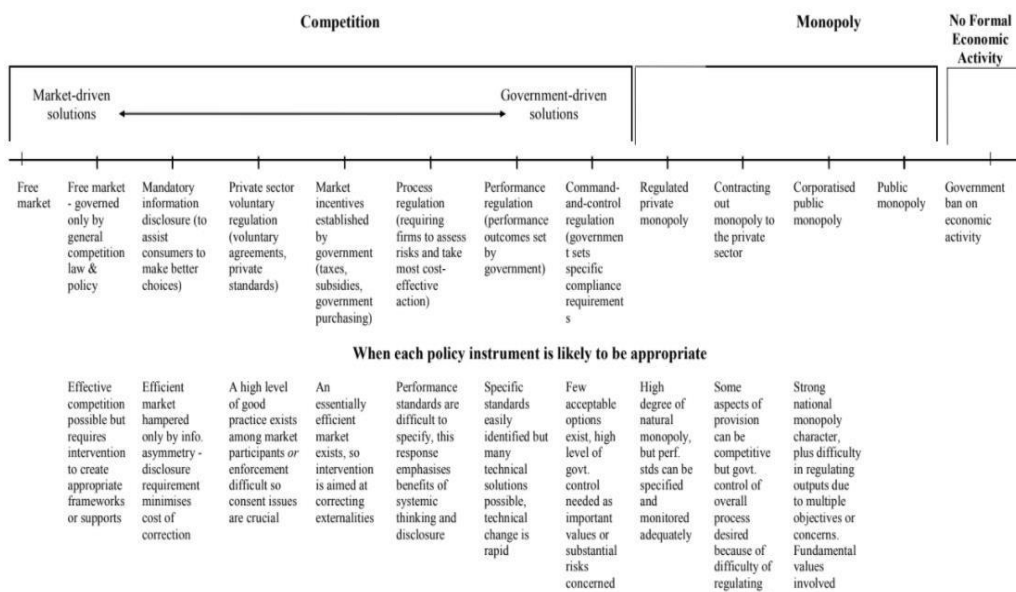 Competition
Monopoly
No Formal
Economic
Activity
Market-driven
solutions
Government-driven
solutions
Free
market
Free market
- governed
only by
general
competition
law &
policy
Mandatory
information
disclosure (to
assist
consumers to
make better
choices)
Private sector
voluntary
regulation
(voluntary
agreements,
private
standards)
Market
incentives
established
by
government
(taxes,
subsidies,
government
purchasing)
Process
regulation
(requiring
firms to assess
risks and take
most cost-
effective
action)
Performance
regulation
(performance
outcomes set
by
government)
Command-
and-control
regulation
(governmen
t sets
specific
compliance
requirement
s
Regulated
private
monopoly
Contracting
out
monopoly to
the private
sector
Corporatised
public
monopoly
Public
monopoly
Government
ban on
economic
activity
When each policy instrument is likely to be appropriate
Effective
competition
possible but
requires
intervention
to create
appropriate
frameworks
or supports
Efficient
market
hampered
only by info.
asymmetry -
disclosure
requirement
minimises
cost of
correction
A high level
of good
practice exists
among market
participants or
enforcement
difficult so
consent issues
are crucial
An
essentially
efficient
market
exists, so
intervention
is aimed at
correcting
externalities
Performance
standards are
difficult to
specify, this
response
emphasises
benefits of
systemic
thinking and
disclosure
Specific
standards
easily
identified but
many
technical
solutions
possible,
technical
change is
rapid
Few
acceptable
options
exist, high
level of
govt.
control
needed as
important
values or
substantial
risks
concerned
High
degree of
natural
monopoly,
but perf.
stds can be
specified
and
monitored
adequately
Some
aspects of
provision
can be
competitive
but govt.
control of
overall
process
desired
because of
difficulty of
regulating
Strong
national
monopoly
character,
plus difficulty
in regulating
outputs due
to multiple
objectives or
concerns.
Fundamental
values
involved